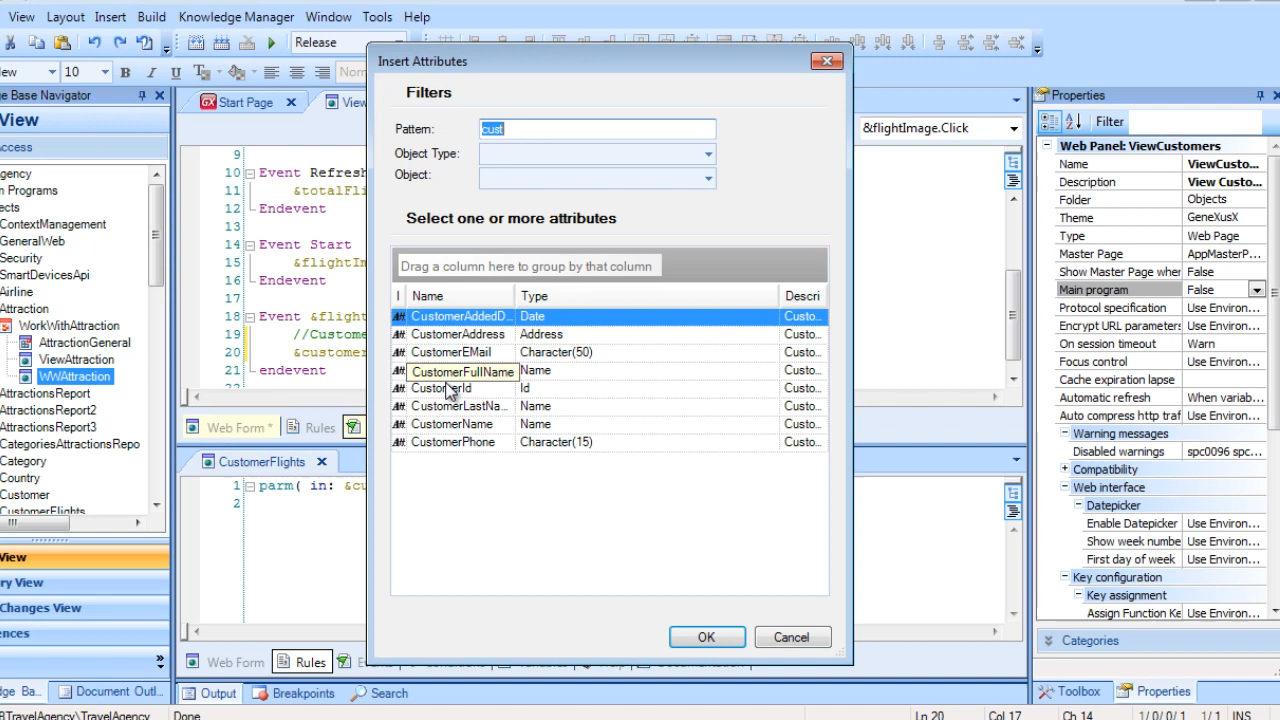 View Layout Insert Build Knowledge Manager Window Tools Help
Release
10 B I U T
Insert Attributes
Filters
Pattern: cust
Object Type:
Object:
Select one or more attributes
Drag a column here to group by that column
Name Type Descri
CustomerAddedD... Date Custo...
CustomerAddress Address Custo...
CustomerEMail Character(50) Custo...
CustomerFullName Name Custo...
CustomerId Id Custo...
CustomerLastNa... Name Custo...
CustomerName Name Custo...
CustomerPhone Character(15) Custo...
OK Cancel
Navigator
View
Start Page
WorkWithAttraction
AttractionGeneral
ViewAttraction
WWAttraction
AttractionsReport
AttractionsReport2
AttractionsReport3
CategoriesAttractionsRepo
Category
Country
Customer
CustomerFlights
ContextManagement
GeneralWeb
Security
SmartDevicesApi
Airline
Attraction
View
Changes View
Document Outl...
9
10 Event Refresh
11 &totalFli
12 Endevent
13
14 Event Start
15 &flightIm
16 Endevent
17
18 Event &flight
19 //Custome
20 &customer
21 endevent
Web Form * Rules
CustomerFlights
1 parm( in: &cu
2
Web Form Rules
Output Breakpoints Search
&flightImage.Click
Properties
Filter
Web Panel: ViewCustomers
Name ViewCusto...
Description View Custo...
Folder Objects
Theme GeneXusX
Type Web Page
Master Page AppMasterP...
Show Master Page wher False
Main program False
Protocol specification Use Environ...
Encrypt URL parameters Use Environ...
On session timeout Warn
Focus control Use Environ...
Cache expiration lapse
Automatic refresh When variab...
Auto compress http traf Use Environ...
Warning messages
Disabled warnings spc0096 spc...
Compatibility
Web interface
Datepicker
Enable Datepicker Use Environ...
Show week numbe Use Environ...
First day of week Use Environ...
Key configuration
Key assignment
Assign Function Ke Use Environ...
Categories
Toolbox Properties
TravelAgency/TravelAgency Done Ln 20 Col 17 Ch 14 1/ 0/ 0/ 1 1/ 1 INS